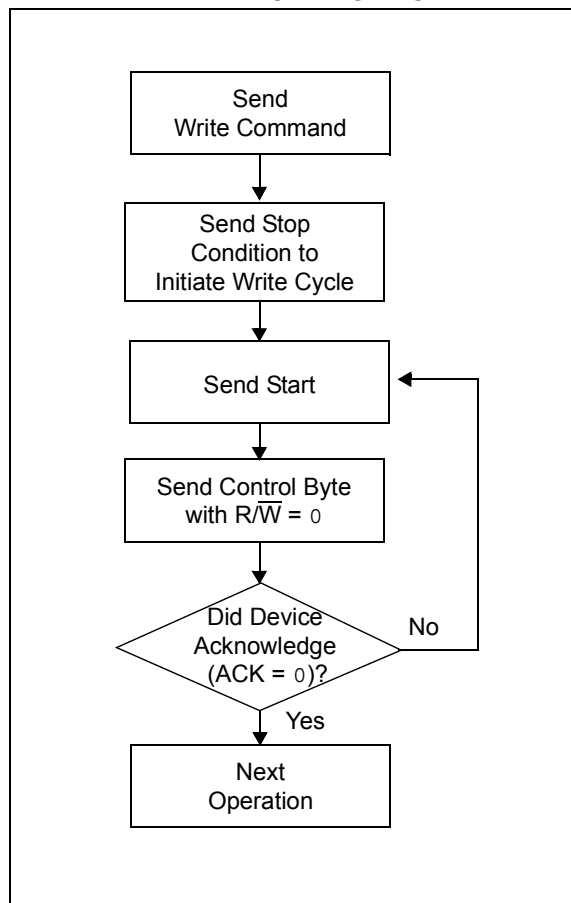 Send
Write Command
Send Stop
Condition to
Initiate Write Cycle
Send Start
Send Control Byte
with R/W̅ = 0
Did Device
Acknowledge
(ACK = 0)?
No
Yes
Next
Operation